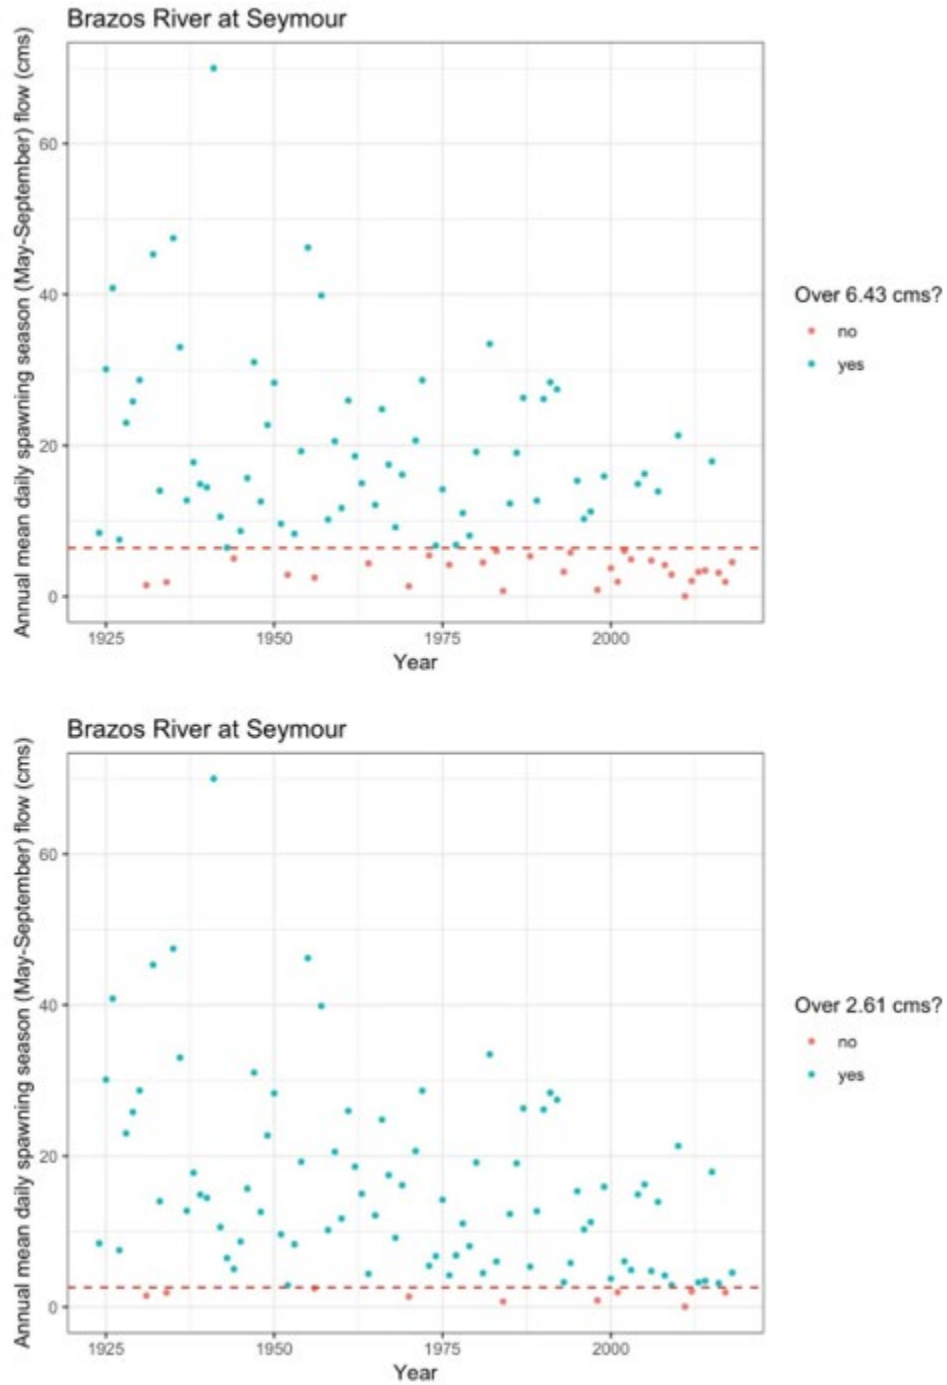 Brazos River at Seymour
Annual mean daily spawning season (May-September) flow (cms)
60
40
20
0
1925 1950 1975 2000
Year
Over 6.43 cms?
no
yes
Brazos River at Seymour
Annual mean daily spawning season (May-September) flow (cms)
60
40
20
0
1925 1950 1975 2000
Year
Over 2.61 cms?
no
yes